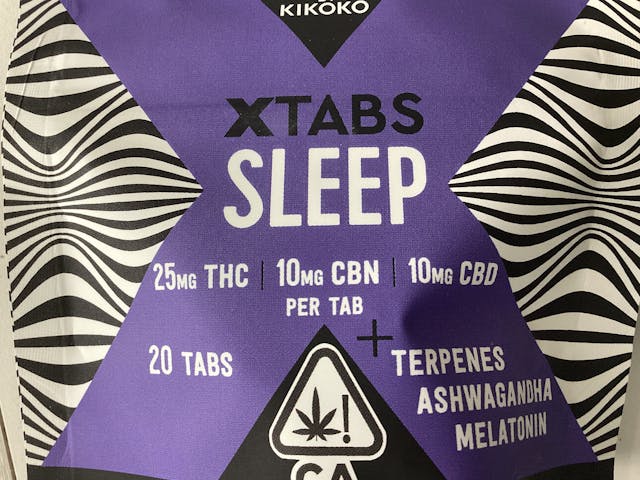 KIKOKO
XTABS
SLEEP
25MG THC | 10MG CBN | 10MG CBD
PER TAB
20 TABS
+
TERPENES
ASHWAGANDHA
MELATONIN
!
CA